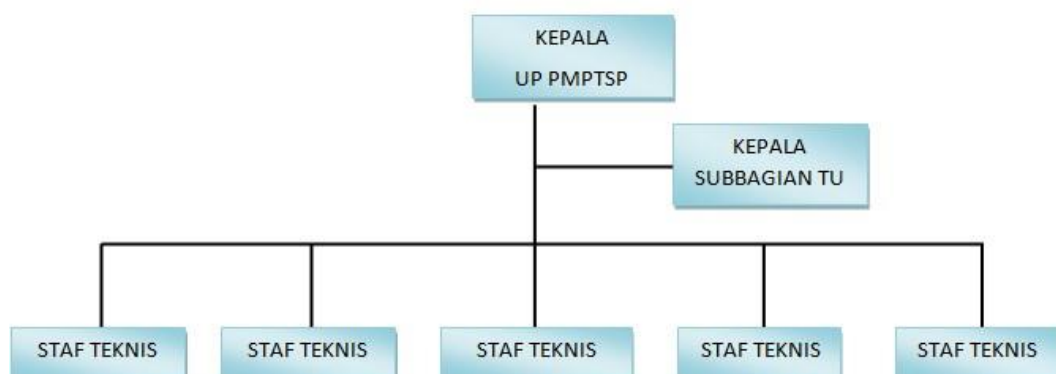 KEPALA
UP PMPTSP
KEPALA
SUBBAGIAN TU
STAF TEKNIS
STAF TEKNIS
STAF TEKNIS
STAF TEKNIS
STAF TEKNIS